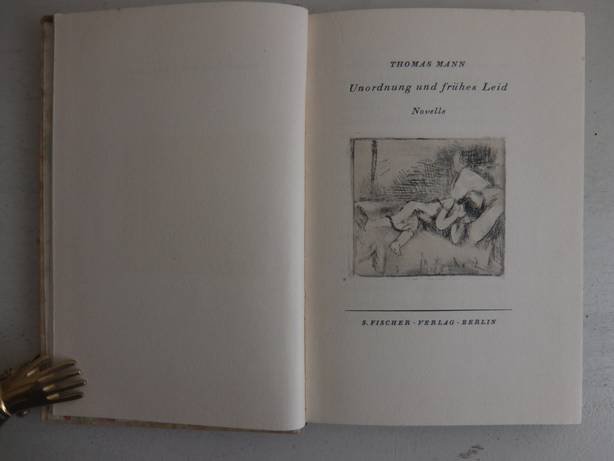 THOMAS MANN
Unordnung und frühes Leid
Novelle
S. FISCHER · VERLAG · BERLIN